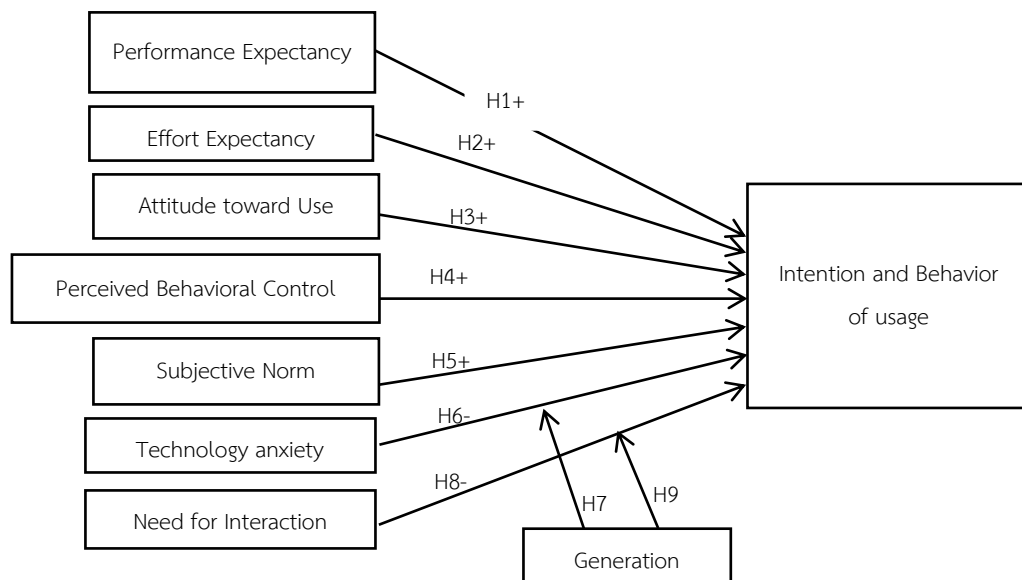 Performance Expectancy
H1+
Effort Expectancy
H2+
Attitude toward Use
H3+
Perceived Behavioral Control
H4+
Intention and Behavior
of usage
Subjective Norm
H5+
Technology anxiety
H6-
Need for Interaction
H8-
H7
H9
Generation